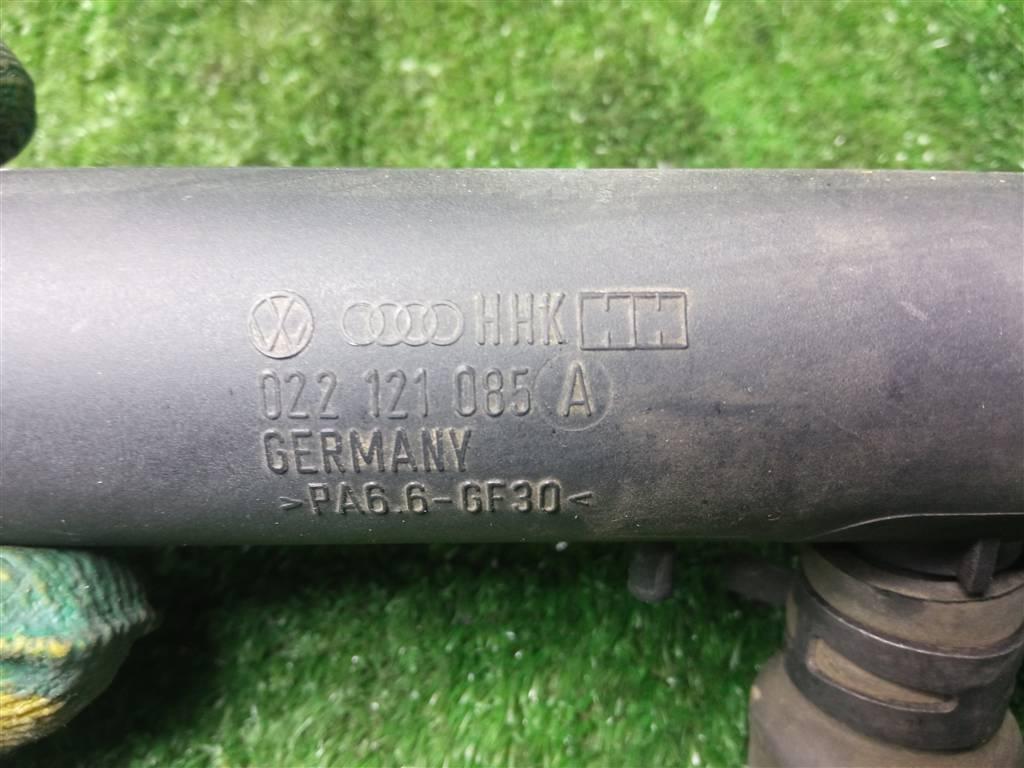 HHK
022 121 085 A
GERMANY
>PA6.6-GF30<